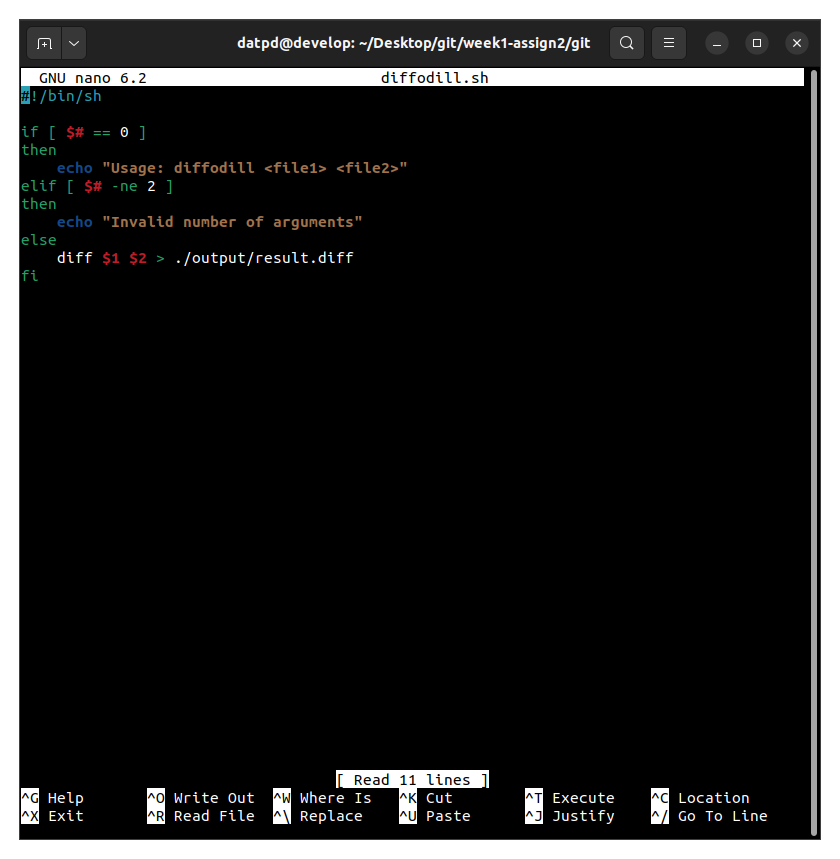 datpd@develop: ~/Desktop/git/week1-assign2/git
GNU nano 6.2 diffodill.sh
#!/bin/sh

if [ $# == 0 ]
then
    echo "Usage: diffodill <file1> <file2>"
elif [ $# -ne 2 ]
then
    echo "Invalid number of arguments"
else
    diff $1 $2 > ./output/result.diff
fi
[ Read 11 lines ]
^G Help ^O Write Out ^W Where Is ^K Cut ^T Execute ^C Location
^X Exit ^R Read File ^\ Replace ^U Paste ^J Justify ^/ Go To Line